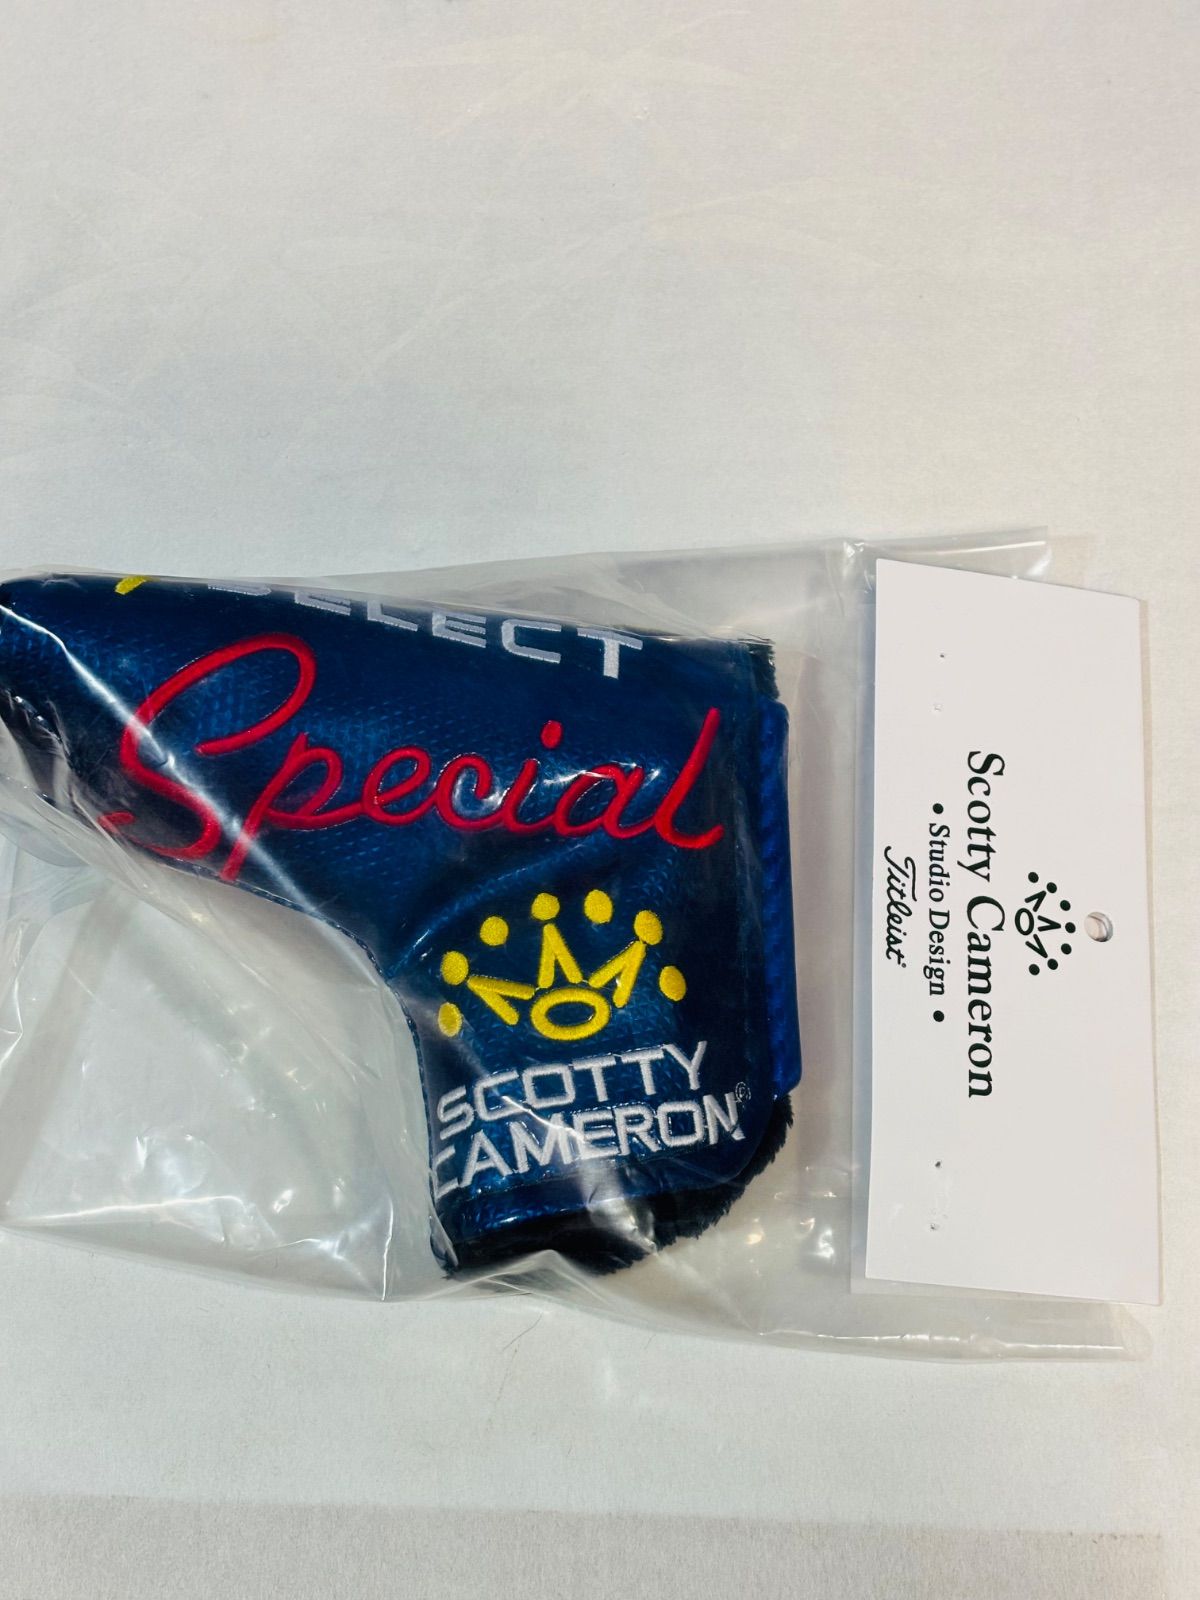 SELECT
Special
SCOTTY
CAMERON®
Scotty Cameron
• Studio Design •
Titleist®